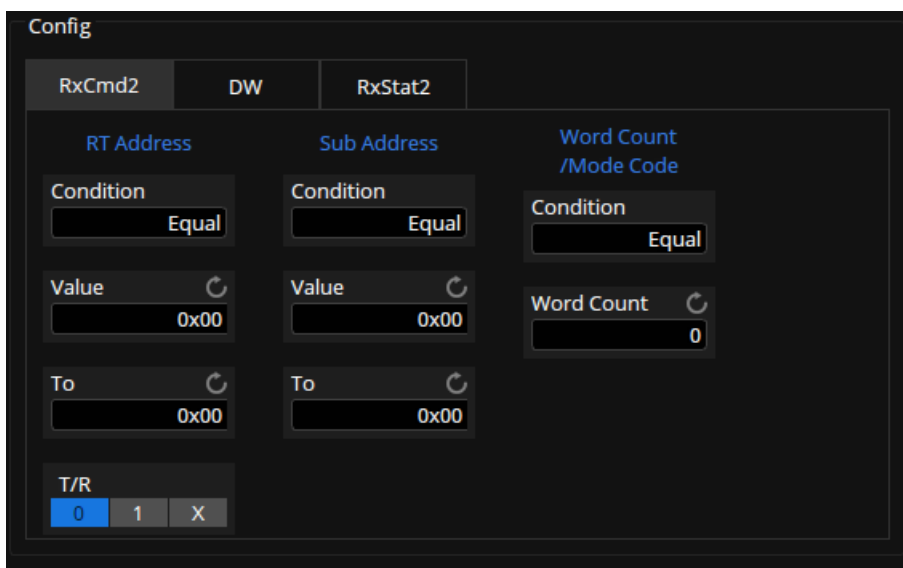 Config
RxCmd2 DW RxStat2
RT Address
Condition
Equal
Value
0x00
To
0x00
T/R
0 1 X
Sub Address
Condition
Equal
Value
0x00
To
0x00
Word Count
/Mode Code
Condition
Equal
Word Count
0